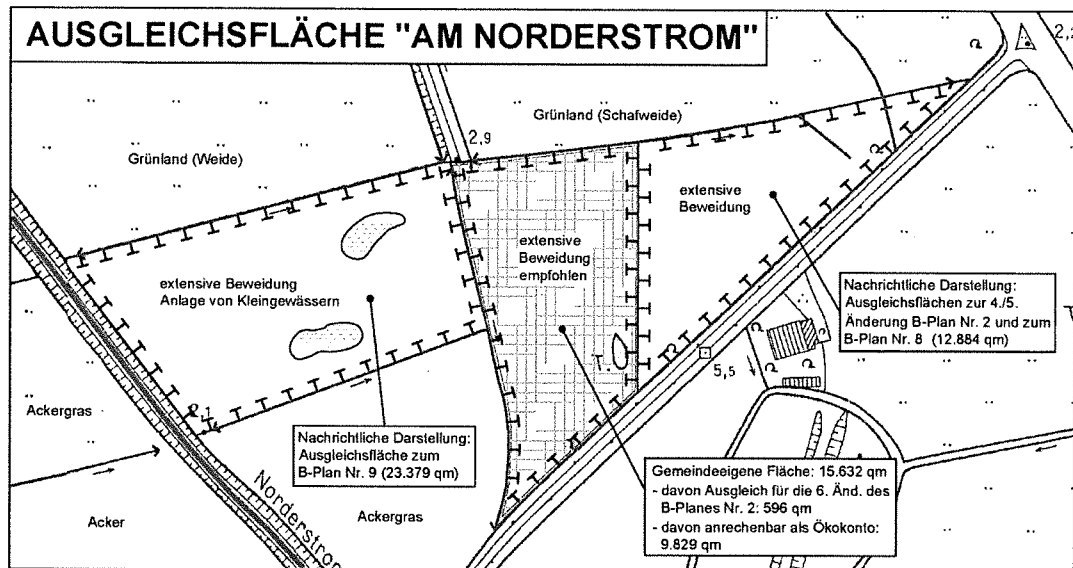 AUSGLEICHSFLÄCHE "AM NORDERSTROM"
2,9
Grünland (Schafweide)
Grünland (Weide)
extensive
Beweidung
extensive
Beweidung
empfohlen
extensive Beweidung
Anlage von Kleingewässern
Nachrichtliche Darstellung:
Ausgleichsflächen zur 4./5.
Änderung B-Plan Nr. 2 und zum
B-Plan Nr. 8 (12.884 qm)
5,5
Ackergras
Nachrichtliche Darstellung:
Ausgleichsfläche zum
B-Plan Nr. 9 (23.379 qm)
Gemeindeeigene Fläche: 15.632 qm
- davon Ausgleich für die 6. Änd. des
B-Planes Nr. 2: 596 qm
- davon anrechenbar als Ökokonto:
9.829 qm
Norderstrom
Acker
Ackergras